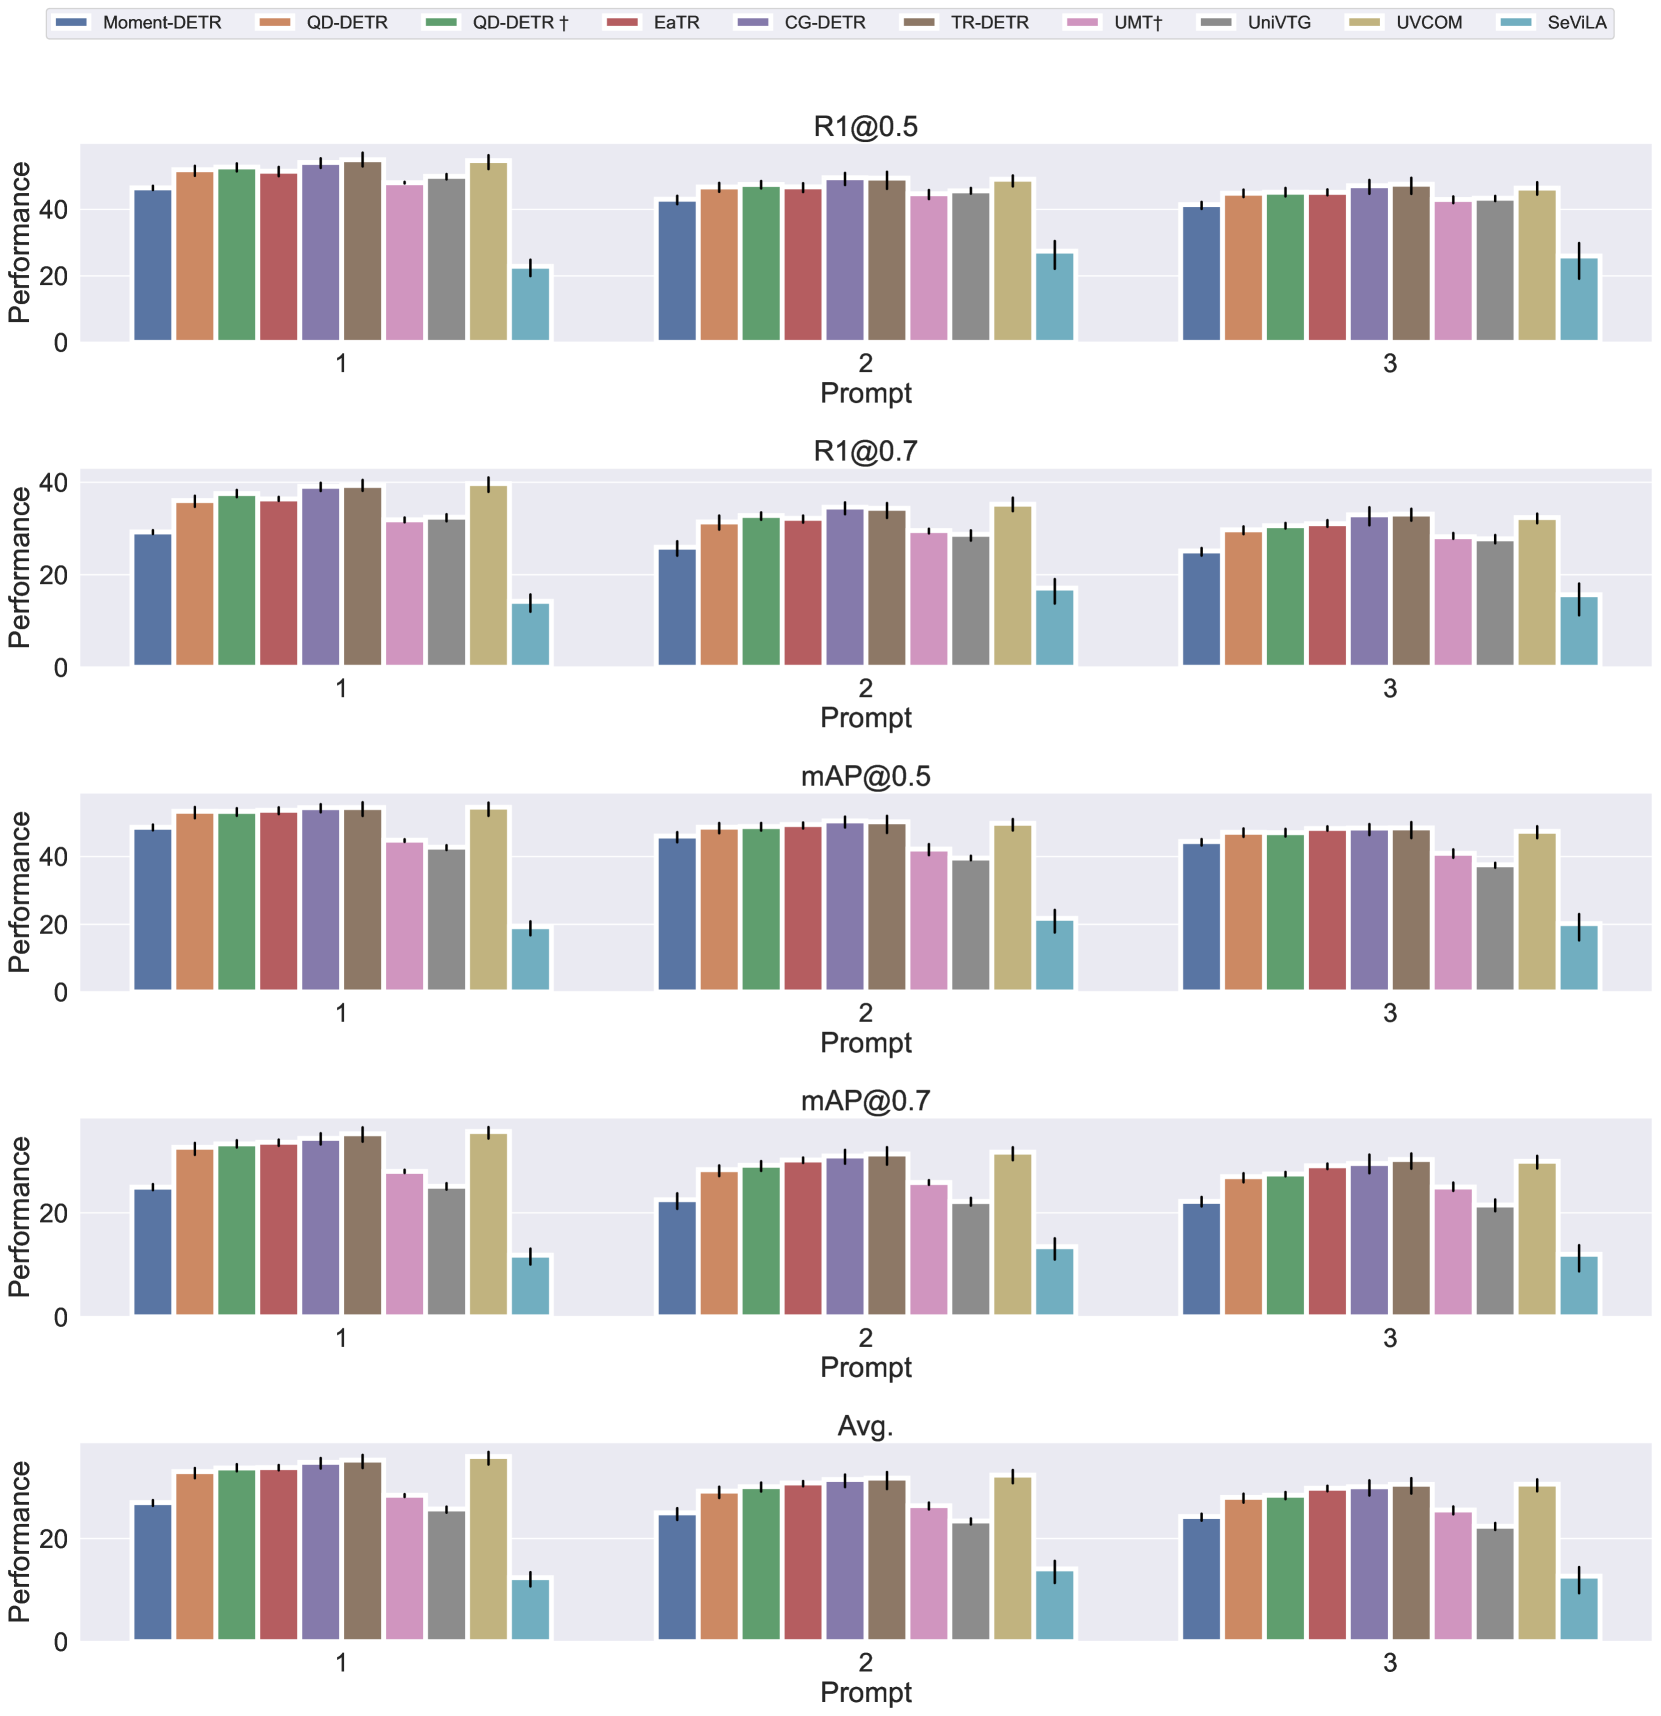 Moment-DETR QD-DETR QD-DETR † EaTR CG-DETR TR-DETR UMT† UniVTG UVCOM SeViLA
R1@0.5
Performance
40
20
0
1 2 3
Prompt
R1@0.7
Performance
40
20
0
1 2 3
Prompt
mAP@0.5
Performance
40
20
0
1 2 3
Prompt
mAP@0.7
Performance
20
0
1 2 3
Prompt
Avg.
Performance
20
0
1 2 3
Prompt